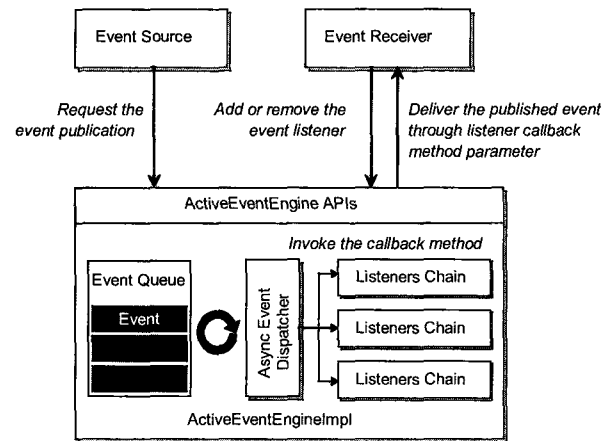 Event Source
Event Receiver
Request the
event publication
Add or remove the
event listener
Deliver the published event
through listener callback
method parameter
ActiveEventEngine APIs
Invoke the callback method
Event Queue
Event
Async Event
Dispatcher
Listeners Chain
Listeners Chain
Listeners Chain
ActiveEventEngineImpl